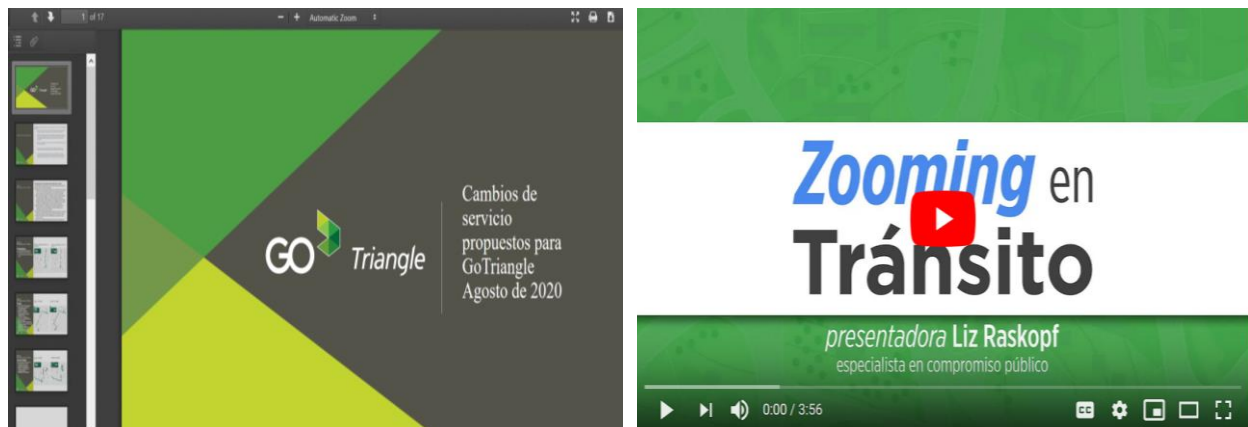 1 of 17
Automatic Zoom
GO Triangle
Cambios de
servicio
propuestos para
GoTriangle
Agosto de 2020
Zooming en
Tránsito
presentadora Liz Raskopf
especialista en compromiso público
0:00 / 3:56
CC